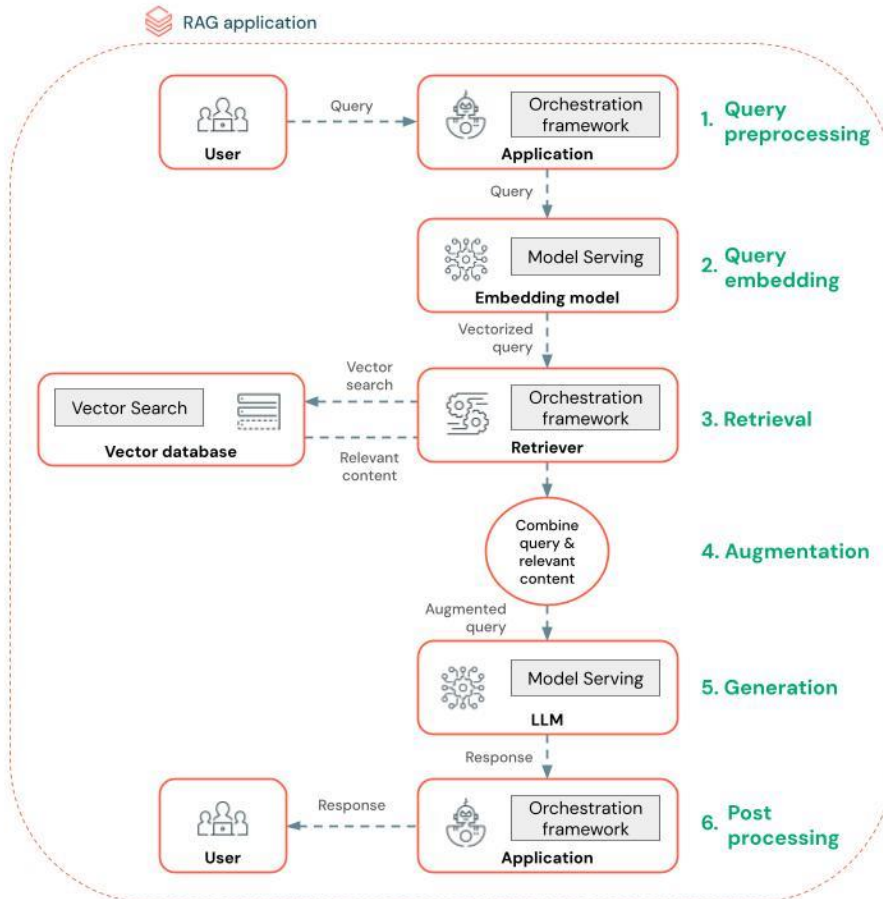 RAG application
Query
User
Orchestration
framework
Application
1. Query
preprocessing
Query
Model Serving
Embedding model
2. Query
embedding
Vectorized
query
Vector
search
Vector Search
Vector database
Relevant
content
Orchestration
framework
Retriever
3. Retrieval
Combine
query &
relevant
content
4. Augmentation
Augmented
query
Model Serving
LLM
5. Generation
Response
Response
User
Orchestration
framework
Application
6. Post
processing